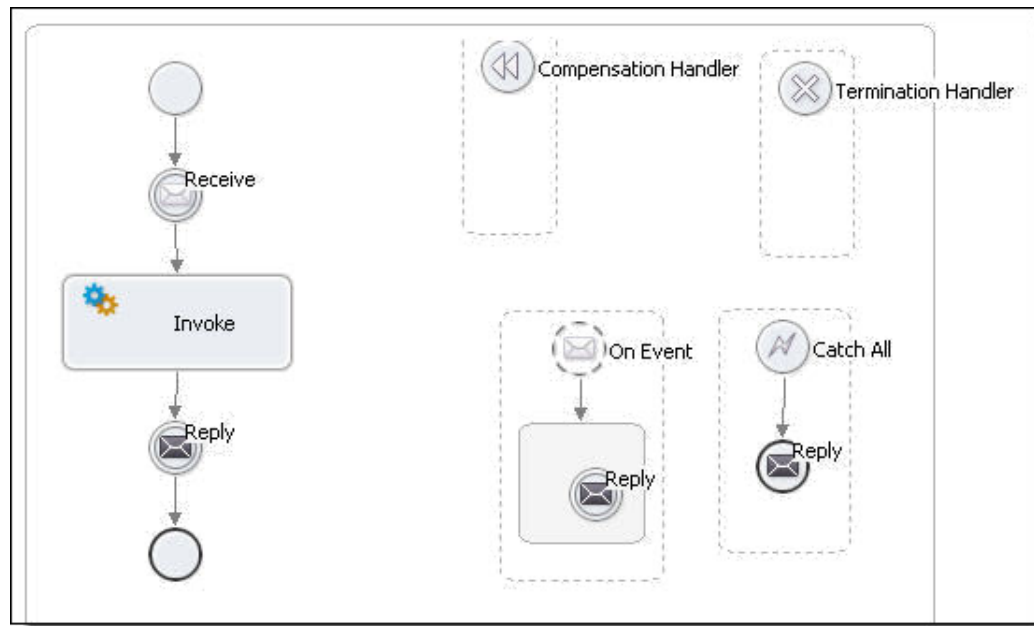 Compensation Handler
Termination Handler
Receive
Invoke
On Event
Catch All
Reply
Reply
Reply